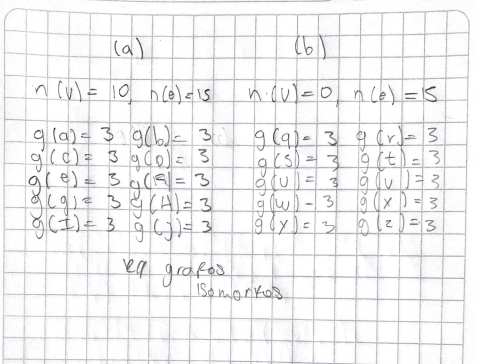 (a) (b)
n(V) = 10, n(e) = 15 n.(V) = 0, n(e) = 15
g(a) = 3 g(b) = 3 g(q) = 3 g(r) = 3
g(c) = 3 g(D) = 3 g(s) = 3 g(t) = 3
g(e) = 3 g(F) = 3 g(u) = 3 g(v) = 3
g(g) = 3 g(H) = 3 g(w) - 3 g(x) = 3
g(I) = 3 g(j) = 3 g(y) = 3 g(z) = 3
grafos
isomorfos